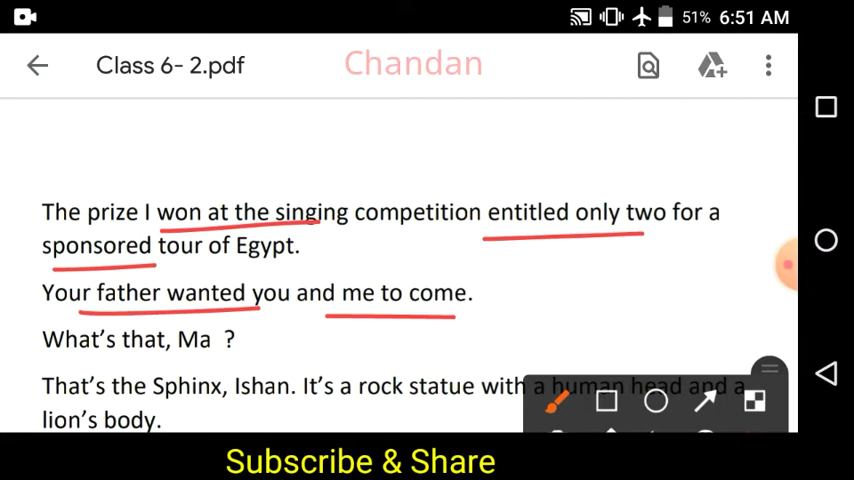 51% 6:51 AM
Class 6- 2.pdf
Chandan
The prize I won at the singing competition entitled only two for a
sponsored tour of Egypt.
Your father wanted you and me to come.
What's that, Ma ?
That's the Sphinx, Ishan. It's a rock statue with a human head and a
lion's body.
Subscribe & Share